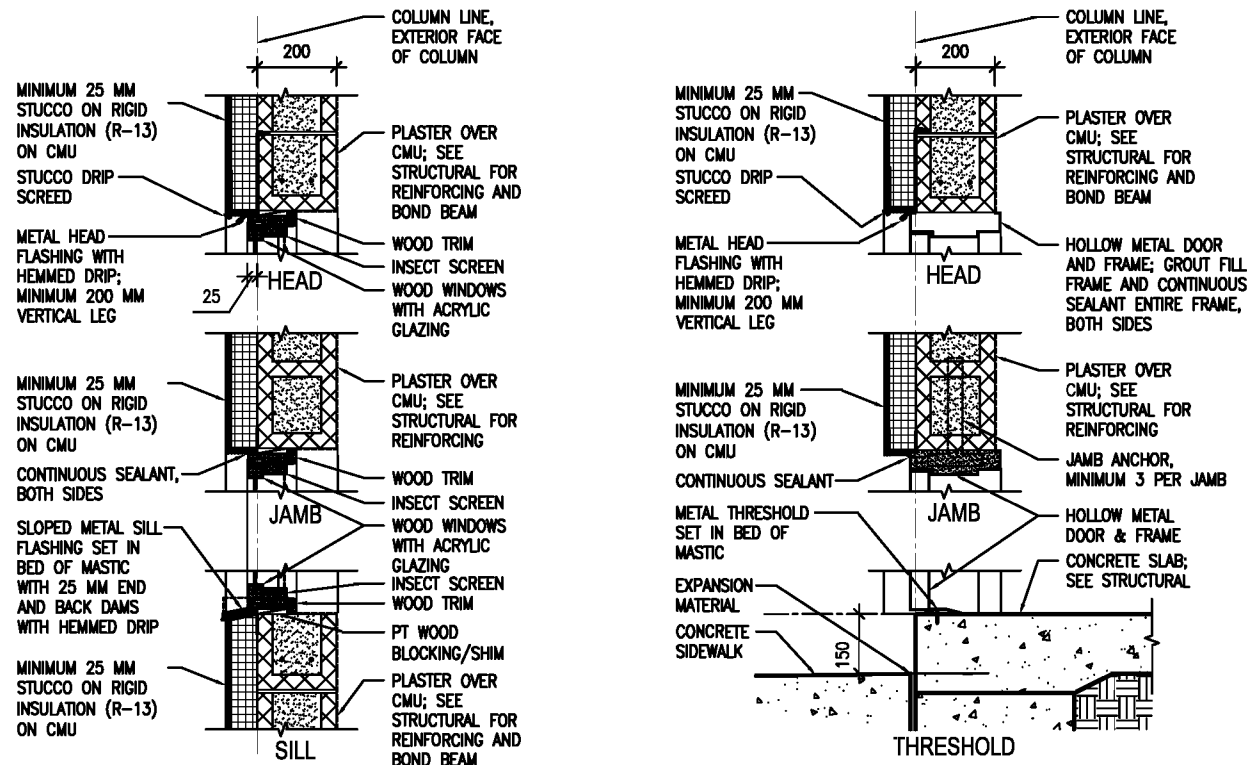 COLUMN LINE,
EXTERIOR FACE
OF COLUMN
200
MINIMUM 25 MM
STUCCO ON RIGID
INSULATION (R-13)
ON CMU
STUCCO DRIP
SCREED
METAL HEAD
FLASHING WITH
HEMMED DRIP;
MINIMUM 200 MM
VERTICAL LEG
25
PLASTER OVER
CMU; SEE
STRUCTURAL FOR
REINFORCING AND
BOND BEAM
WOOD TRIM
INSECT SCREEN
WOOD WINDOWS
WITH ACRYLIC
GLAZING
HEAD
MINIMUM 25 MM
STUCCO ON RIGID
INSULATION (R-13)
ON CMU
CONTINUOUS SEALANT,
BOTH SIDES
PLASTER OVER
CMU; SEE
STRUCTURAL FOR
REINFORCING
WOOD TRIM
INSECT SCREEN
JAMB
WOOD WINDOWS
WITH ACRYLIC
GLAZING
SLOPED METAL SILL
FLASHING SET IN
BED OF MASTIC
WITH 25 MM END
AND BACK DAMS
WITH HEMMED DRIP
INSECT SCREEN
WOOD TRIM
PT WOOD
BLOCKING/SHIM
MINIMUM 25 MM
STUCCO ON RIGID
INSULATION (R-13)
ON CMU
PLASTER OVER
CMU; SEE
STRUCTURAL FOR
REINFORCING AND
BOND BEAM
SILL
COLUMN LINE,
EXTERIOR FACE
OF COLUMN
200
MINIMUM 25 MM
STUCCO ON RIGID
INSULATION (R-13)
ON CMU
STUCCO DRIP
SCREED
METAL HEAD
FLASHING WITH
HEMMED DRIP;
MINIMUM 200 MM
VERTICAL LEG
PLASTER OVER
CMU; SEE
STRUCTURAL FOR
REINFORCING AND
BOND BEAM
HOLLOW METAL DOOR
AND FRAME; GROUT FILL
FRAME AND CONTINUOUS
SEALANT ENTIRE FRAME,
BOTH SIDES
HEAD
MINIMUM 25 MM
STUCCO ON RIGID
INSULATION (R-13)
ON CMU
CONTINUOUS SEALANT
PLASTER OVER
CMU; SEE
STRUCTURAL FOR
REINFORCING
JAMB ANCHOR,
MINIMUM 3 PER JAMB
JAMB
METAL THRESHOLD
SET IN BED OF
MASTIC
HOLLOW METAL
DOOR & FRAME
CONCRETE SLAB;
SEE STRUCTURAL
EXPANSION
MATERIAL
CONCRETE
SIDEWALK
150
THRESHOLD